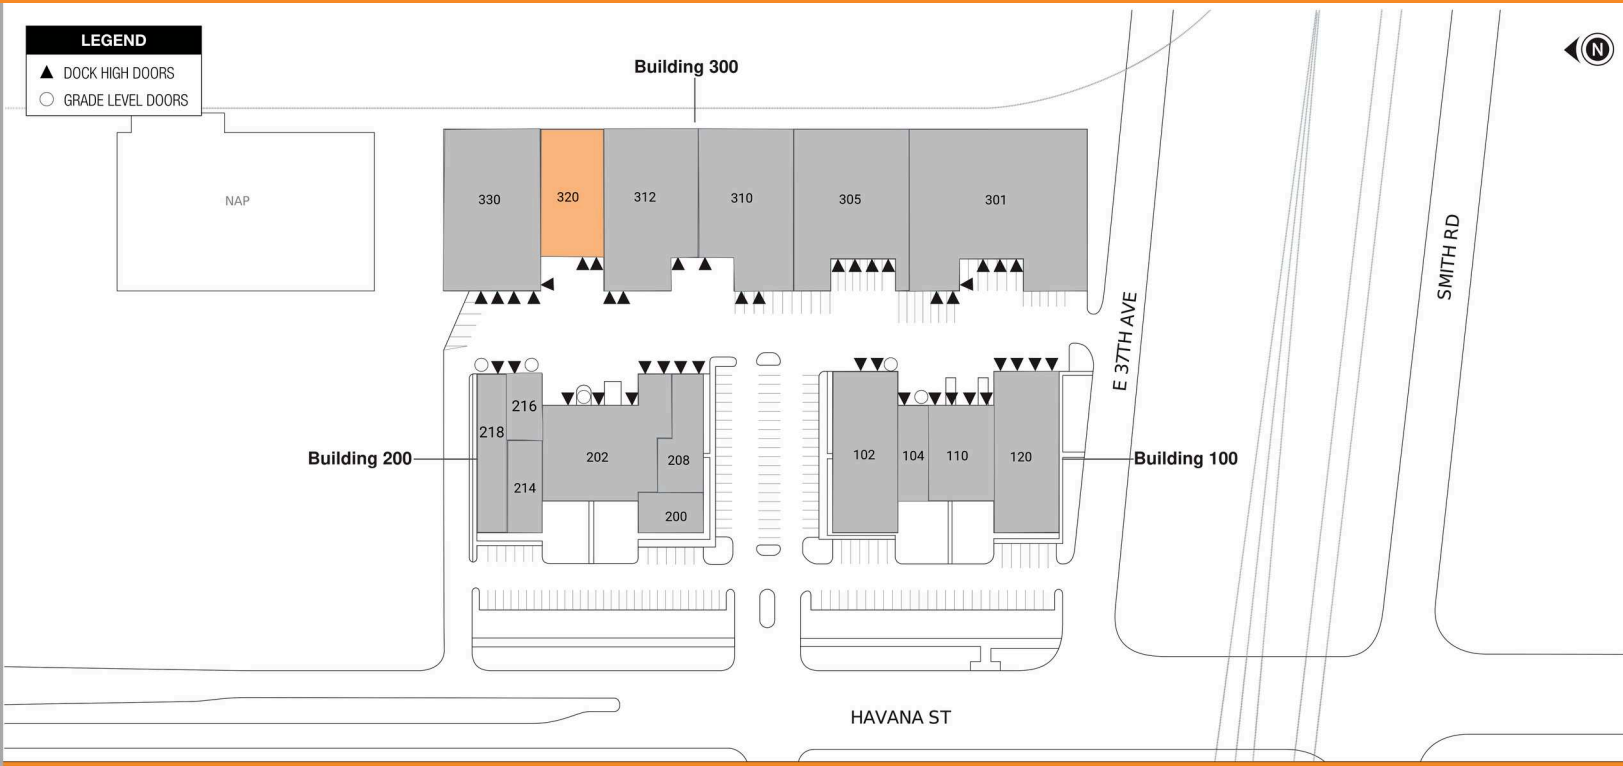 LEGEND
DOCK HIGH DOORS
GRADE LEVEL DOORS
Building 300
N
NAP
330
320
312
310
305
301
SMITH RD
E 37TH AVE
216
218
214
202
208
200
102
104
110
120
Building 200
Building 100
HAVANA ST